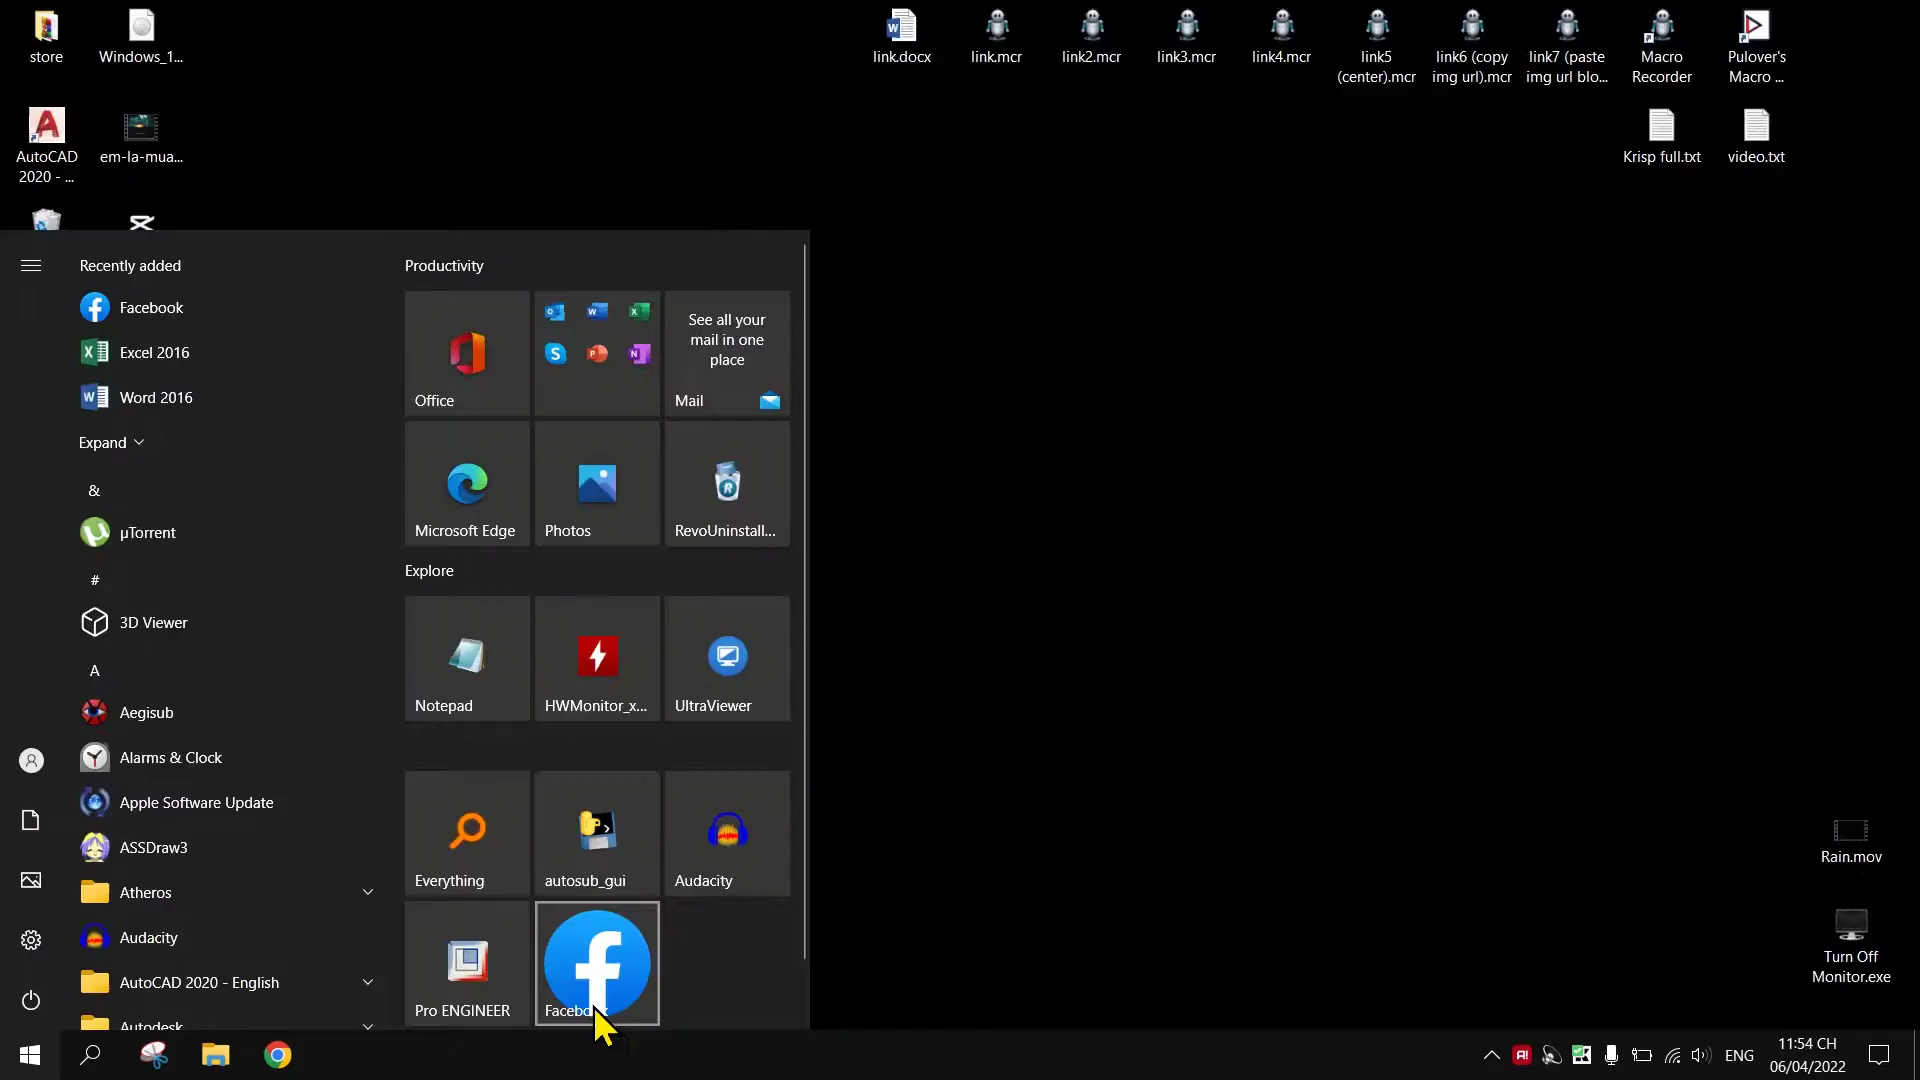 store
Windows_1...
link.docx
link.mcr
link2.mcr
link3.mcr
link4.mcr
link5
(center).mcr
link6 (copy
img url).mcr
link7 (paste
img url blo...
Macro
Recorder
Pulover's
Macro ...
AutoCAD
2020 - ...
em-la-mua...
Krisp full.txt
video.txt
Recently added
Facebook
Excel 2016
Word 2016
Expand
&
µTorrent
#
3D Viewer
A
Aegisub
Alarms & Clock
Apple Software Update
ASSDraw3
Atheros
Audacity
AutoCAD 2020 - English
Autodesk
Productivity
Office
See all your
mail in one
place
Mail
Microsoft Edge
Photos
RevoUninstall...
Explore
Notepad
HWMonitor_x...
UltraViewer
Everything
autosub_gui
Audacity
Pro ENGINEER
Facebook
Rain.mov
Turn Off
Monitor.exe
ENG
11:54 CH
06/04/2022